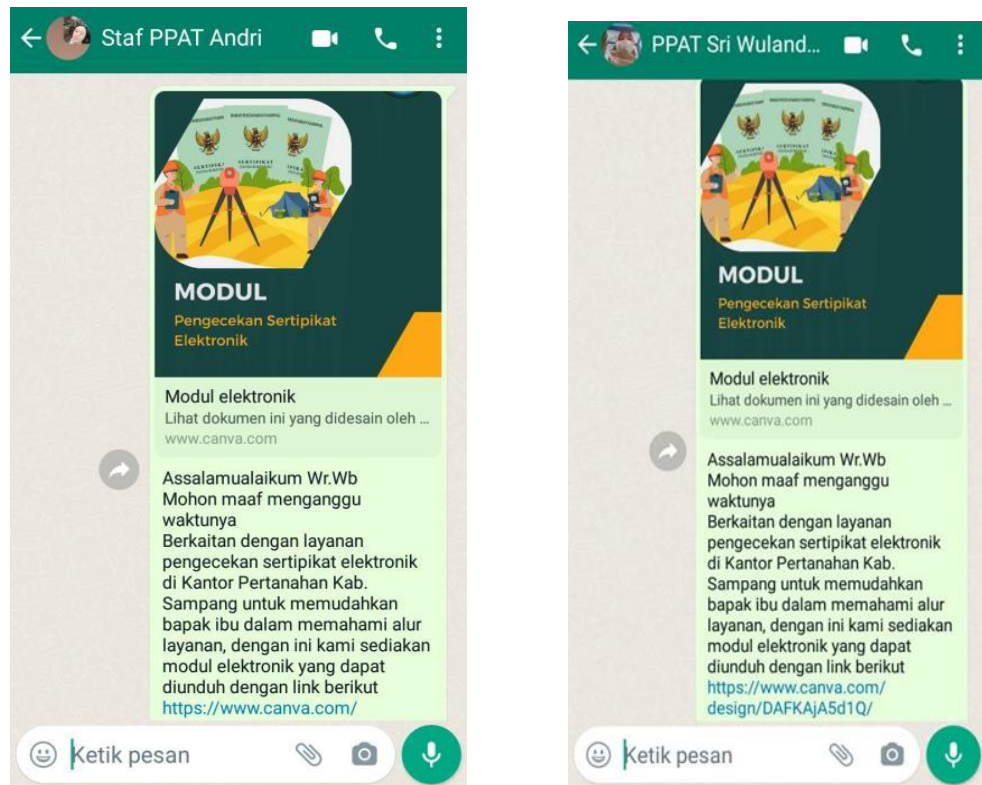 Staf PPAT Andri
SERTIPIKAT
MODUL
Pengecekan Sertipikat
Elektronik
Modul elektronik
Lihat dokumen ini yang didesain oleh ...
www.canva.com
Assalamualaikum Wr.Wb
Mohon maaf menganggu
waktunya
Berkaitan dengan layanan
pengecekan sertipikat elektronik
di Kantor Pertanahan Kab.
Sampang untuk memudahkan
bapak ibu dalam memahami alur
layanan, dengan ini kami sediakan
modul elektronik yang dapat
diunduh dengan link berikut
https://www.canva.com/
Ketik pesan
PPAT Sri Wuland...
MODUL
Pengecekan Sertipikat
Elektronik
Modul elektronik
Lihat dokumen ini yang didesain oleh ...
www.canva.com
Assalamualaikum Wr.Wb
Mohon maaf menganggu
waktunya
Berkaitan dengan layanan
pengecekan sertipikat elektronik
di Kantor Pertanahan Kab.
Sampang untuk memudahkan
bapak ibu dalam memahami alur
layanan, dengan ini kami sediakan
modul elektronik yang dapat
diunduh dengan link berikut
https://www.canva.com/
design/DAFKAjA5d1Q/
Ketik pesan